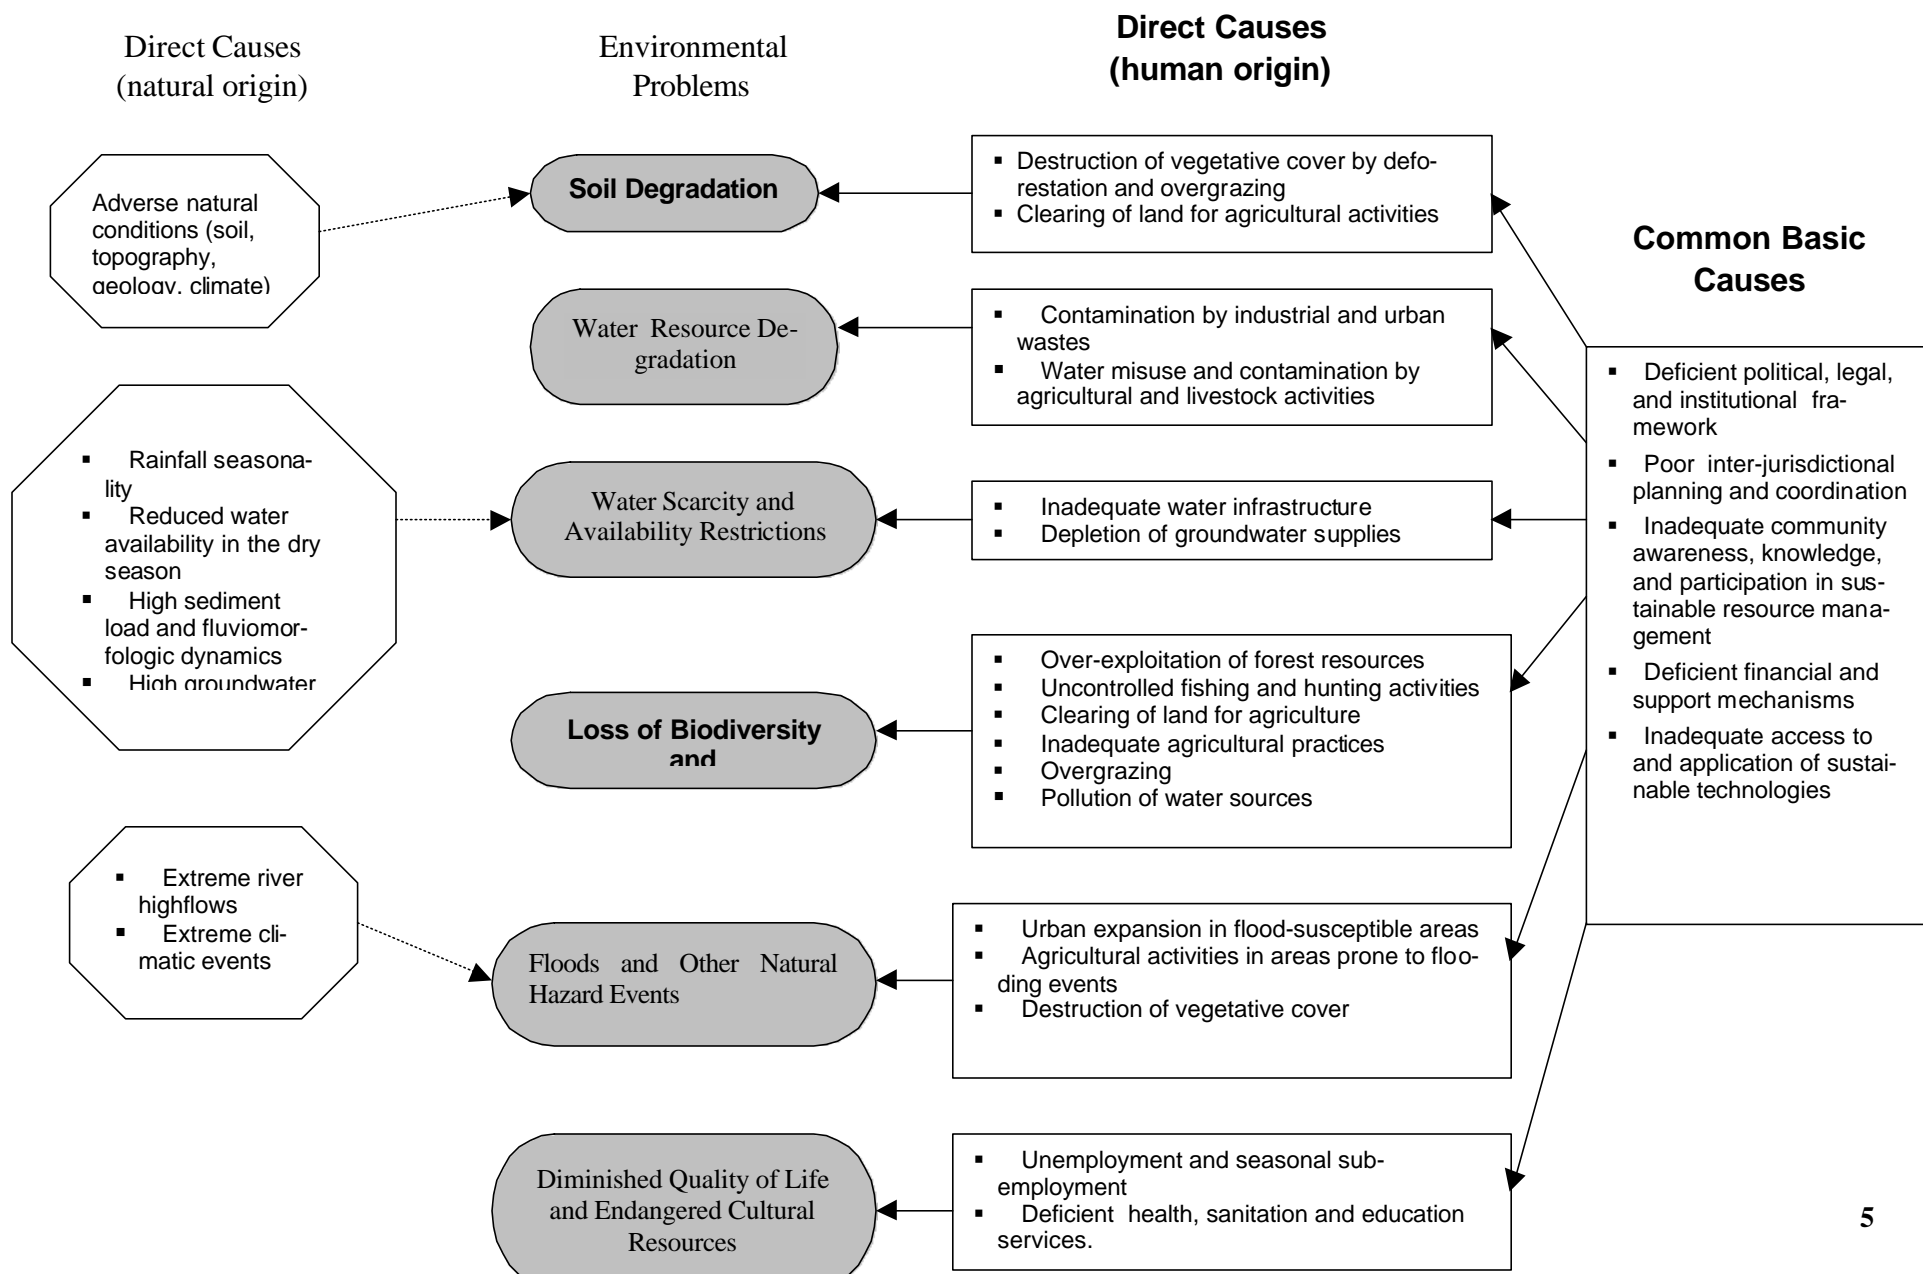 Direct Causes
(natural origin)
Environmental
Problems
Direct Causes
(human origin)
Adverse natural
conditions (soil,
topography,
geology, climate)
Soil Degradation
▪ Destruction of vegetative cover by defo-
restation and overgrazing
▪ Clearing of land for agricultural activities
Common Basic
Causes
Water Resource De-
gradation
▪ Contamination by industrial and urban
wastes
▪ Water misuse and contamination by
agricultural and livestock activities
▪ Rainfall seasona-
lity
▪ Reduced water
availability in the dry
season
▪ High sediment
load and fluviomor-
fologic dynamics
▪ High groundwater
Water Scarcity and
Availability Restrictions
▪ Inadequate water infrastructure
▪ Depletion of groundwater supplies
▪ Deficient political, legal,
and institutional fra-
mework
▪ Poor inter-jurisdictional
planning and coordination
▪ Inadequate community
awareness, knowledge,
and participation in sus-
tainable resource mana-
gement
▪ Deficient financial and
support mechanisms
▪ Inadequate access to
and application of sustai-
nable technologies
Loss of Biodiversity
and
▪ Over-exploitation of forest resources
▪ Uncontrolled fishing and hunting activities
▪ Clearing of land for agriculture
▪ Inadequate agricultural practices
▪ Overgrazing
▪ Pollution of water sources
▪ Extreme river
highflows
▪ Extreme cli-
matic events
Floods and Other Natural
Hazard Events
▪ Urban expansion in flood-susceptible areas
▪ Agricultural activities in areas prone to floo-
ding events
▪ Destruction of vegetative cover
Diminished Quality of Life
and Endangered Cultural
Resources
▪ Unemployment and seasonal sub-
employment
▪ Deficient health, sanitation and education
services.
5